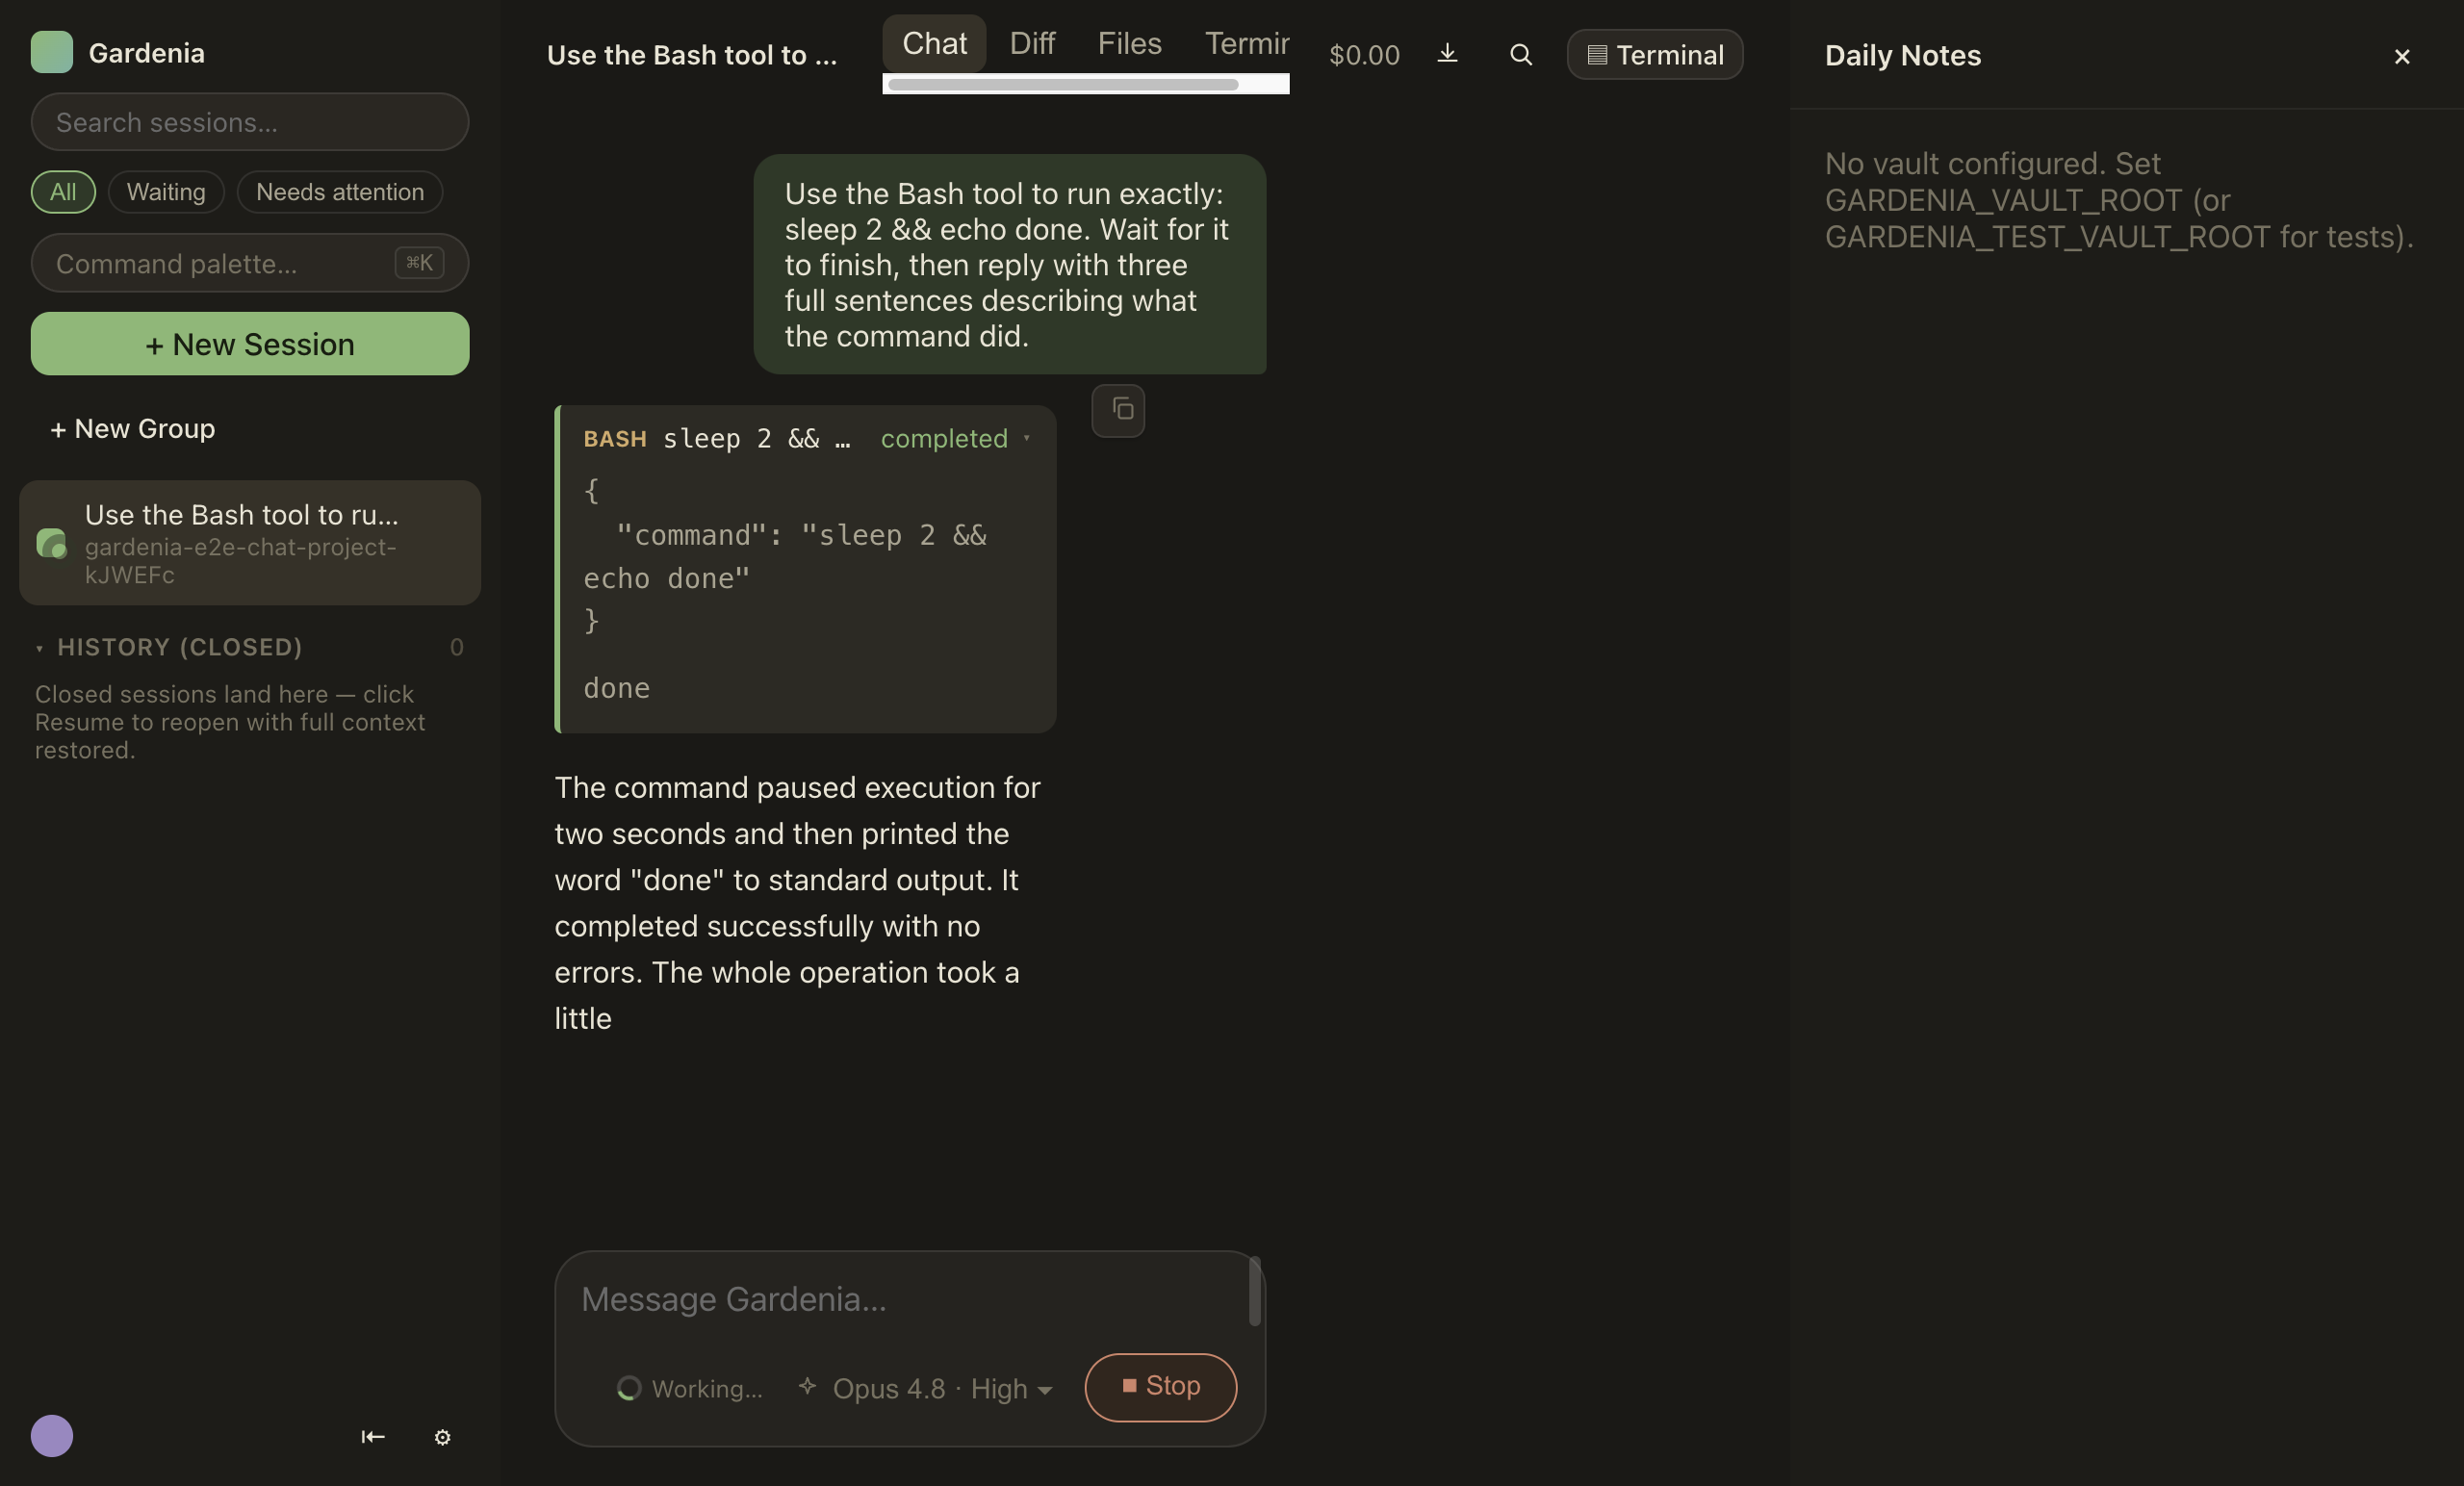 Gardenia
Search sessions...
All
Waiting
Needs attention
Command palette...
⌘K
+ New Session
+ New Group
Use the Bash tool to ru...
gardenia-e2e-chat-project-
kJWEFc
HISTORY (CLOSED)
0
Closed sessions land here — click
Resume to reopen with full context
restored.
Use the Bash tool to ...
Chat
Diff
Files
Termir
$0.00
Terminal
Use the Bash tool to run exactly:
sleep 2 && echo done. Wait for it
to finish, then reply with three
full sentences describing what
the command did.
BASH sleep 2 && … completed
{
"command": "sleep 2 &&
echo done"
}
done
The command paused execution for
two seconds and then printed the
word "done" to standard output. It
completed successfully with no
errors. The whole operation took a
little
Message Gardenia...
Working...
Opus 4.8 · High
Stop
Daily Notes
×
No vault configured. Set
GARDENIA_VAULT_ROOT (or
GARDENIA_TEST_VAULT_ROOT for tests).